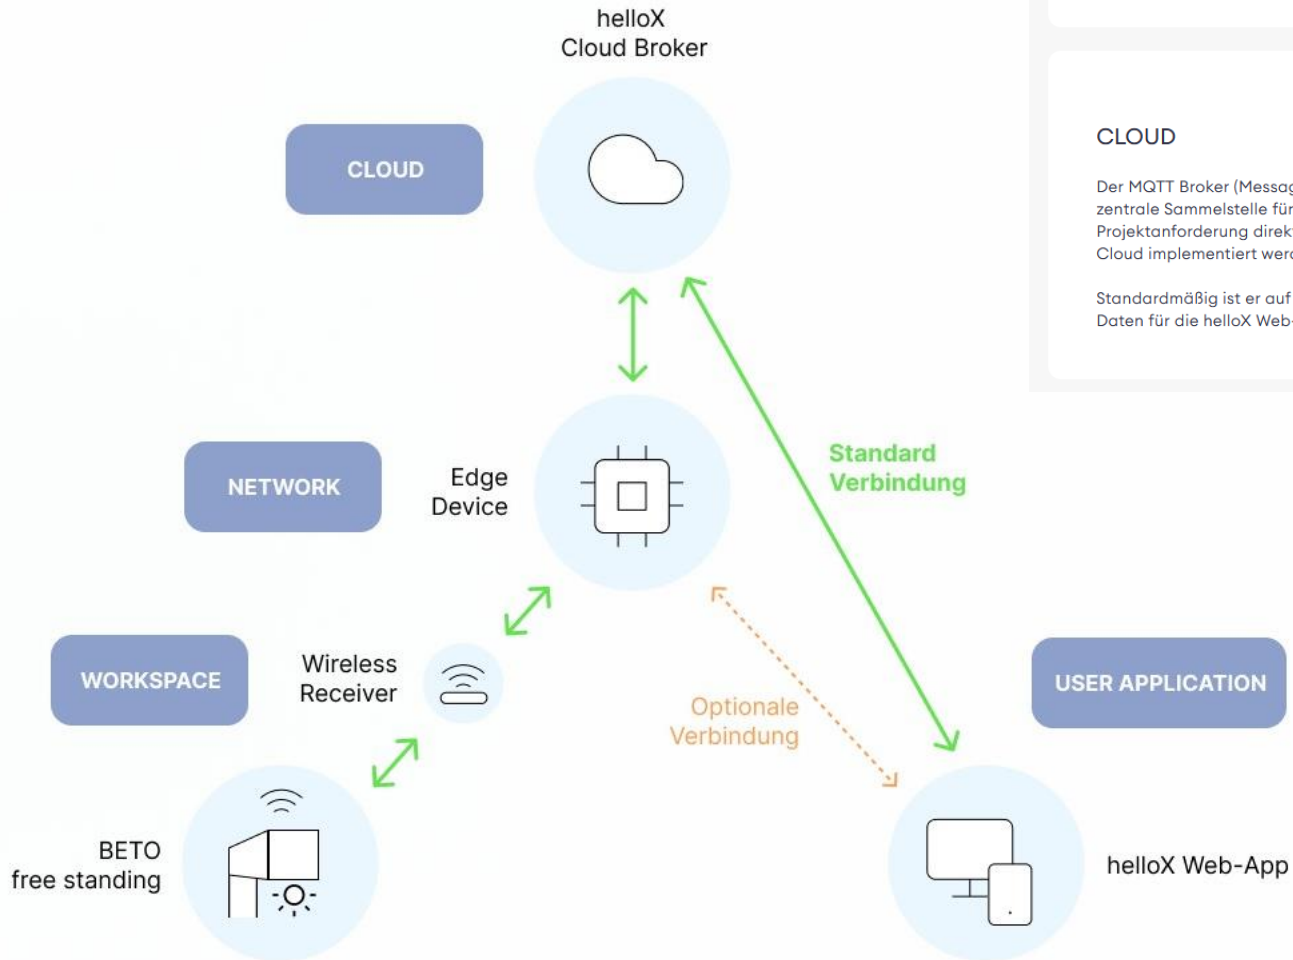 helloX
Cloud Broker
CLOUD
CLOUD
Der MQTT Broker
zentrale Sammelstelle für
Projektanforderung
Cloud implementiert
Standardmäßig ist er auf
Daten für die helloX
Standard
Verbindung
NETWORK
Edge
Device
WORKSPACE
Wireless
Receiver
Optionale
Verbindung
USER APPLICATION
BETO
free standing
helloX Web-App